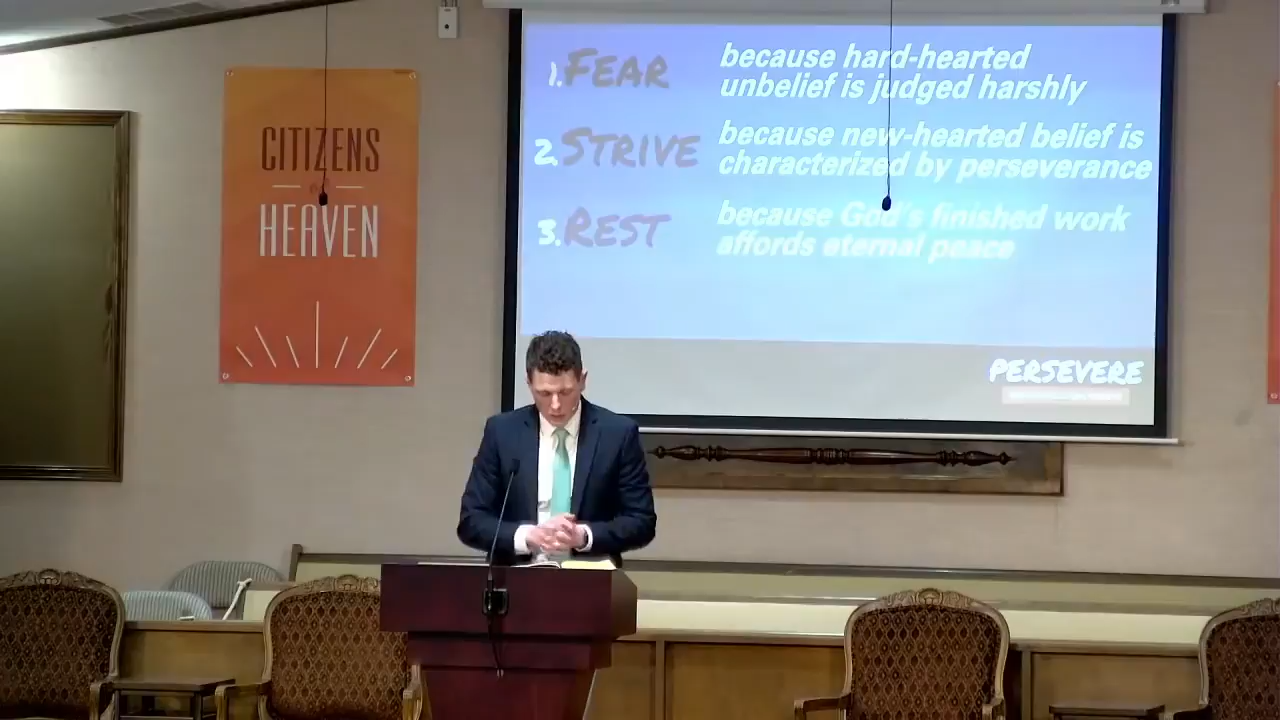 CITIZENS
OF
HEAVEN
1. FEAR because hard-hearted
unbelief is judged harshly
2. STRIVE because new-hearted belief is
characterized by perseverance
3. REST because God's finished work
affords eternal peace
PERSEVERE